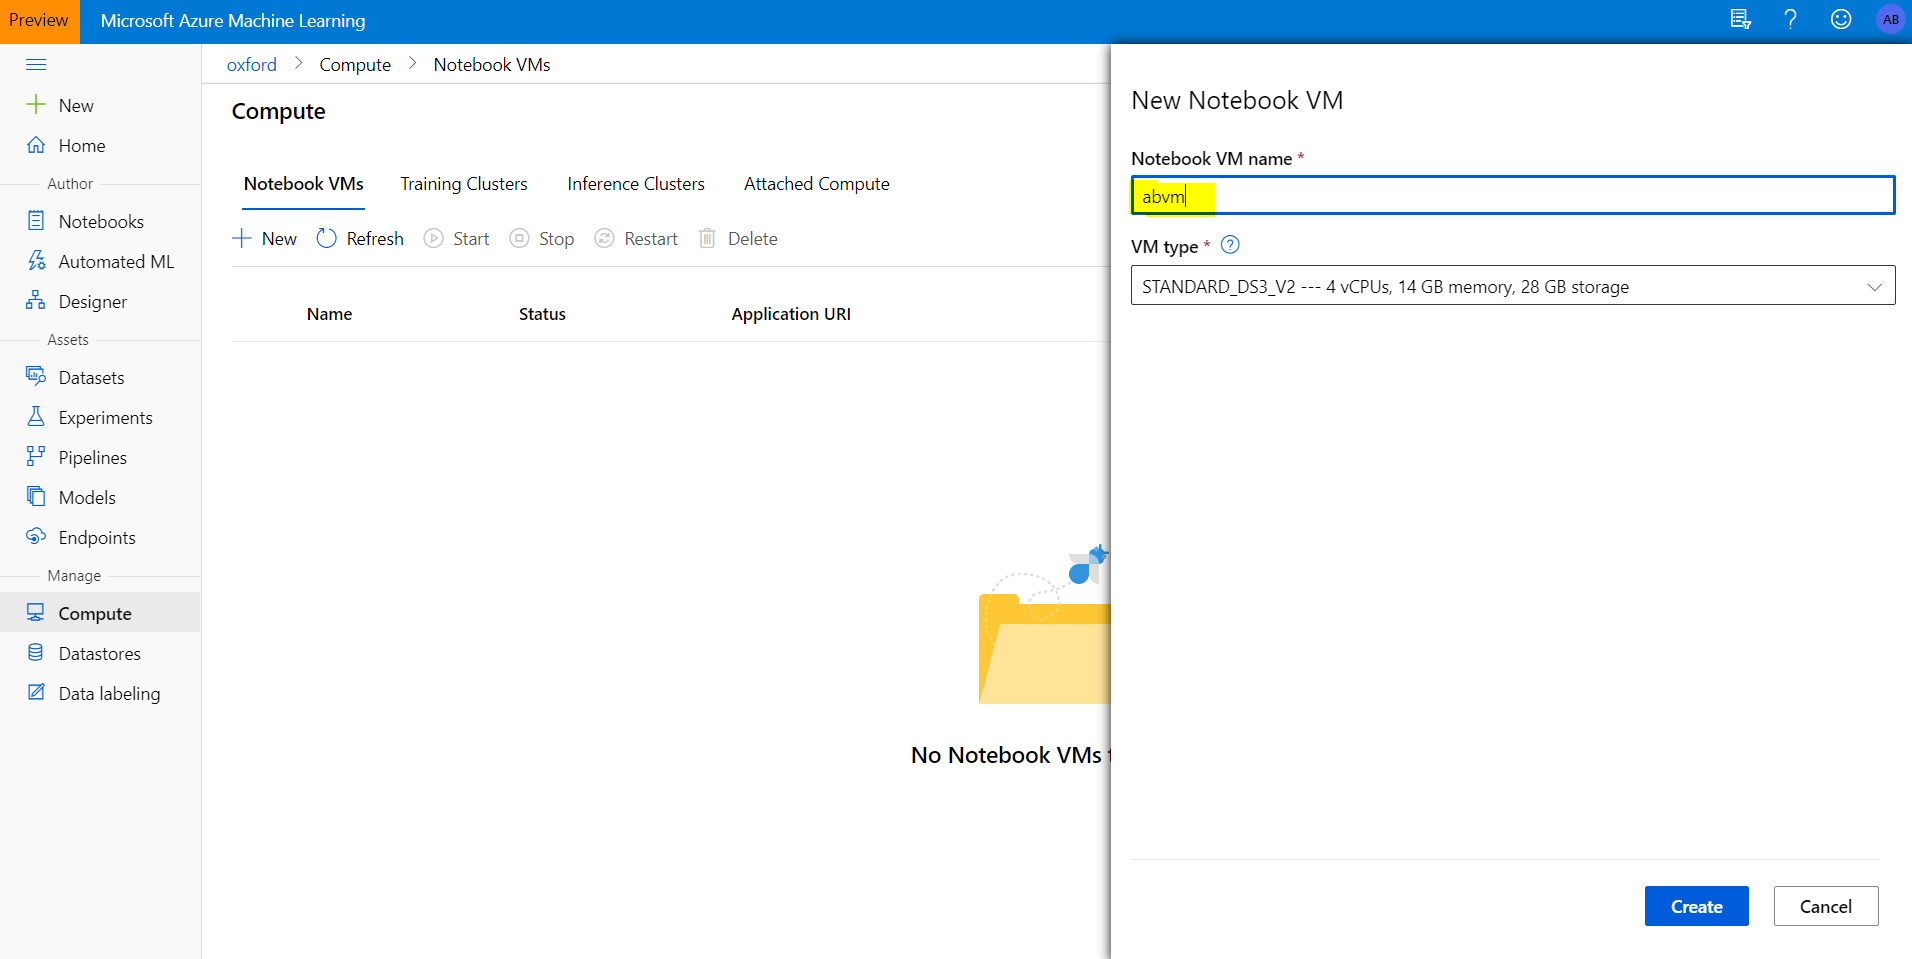 Preview
Microsoft Azure Machine Learning
AB
New
Home
Author
Notebooks
Automated ML
Designer
Assets
Datasets
Experiments
Pipelines
Models
Endpoints
Manage
Compute
Datastores
Data labeling
oxford > Compute > Notebook VMs
Compute
Notebook VMs Training Clusters Inference Clusters Attached Compute
New Refresh Start Stop Restart Delete
Name Status Application URI
No Notebook VMs
New Notebook VM
Notebook VM name *
abvm
VM type *
STANDARD_DS3_V2 --- 4 vCPUs, 14 GB memory, 28 GB storage
Create Cancel